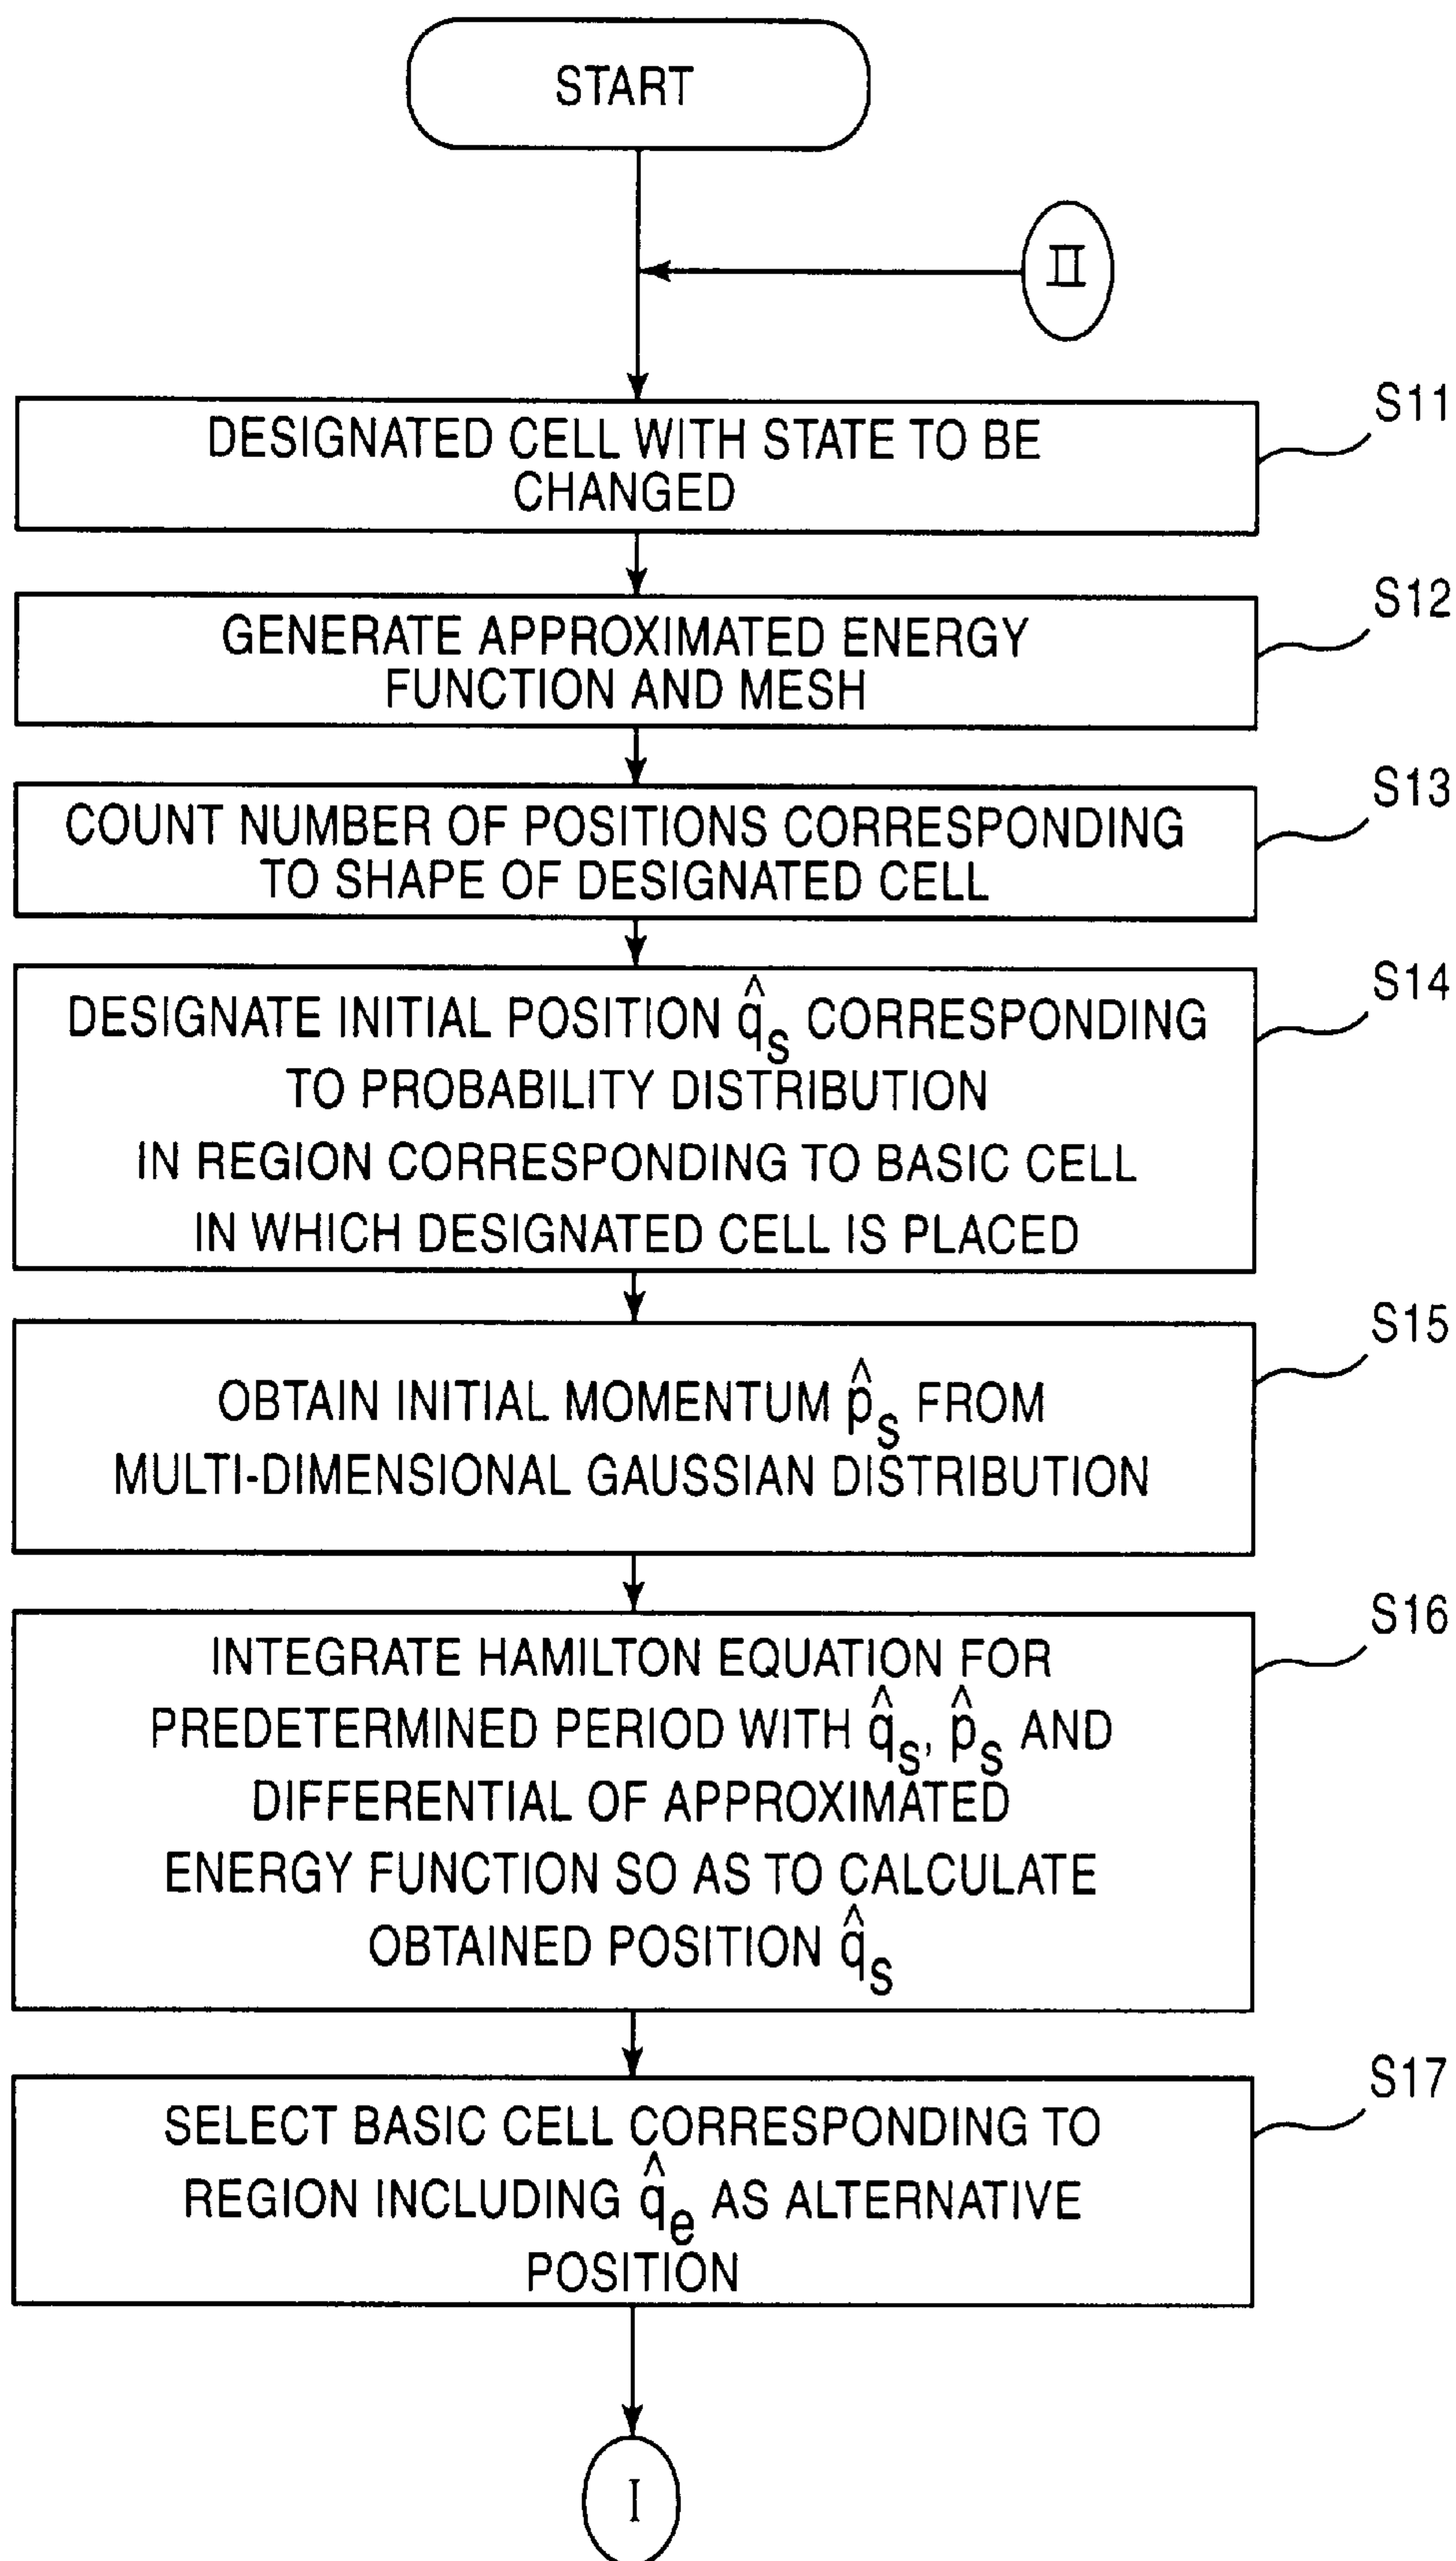 START
II
S11
DESIGNATED CELL WITH STATE TO BE
CHANGED
S12
GENERATE APPROXIMATED ENERGY
FUNCTION AND MESH
S13
COUNT NUMBER OF POSITIONS CORRESPONDING
TO SHAPE OF DESIGNATED CELL
S14
DESIGNATE INITIAL POSITION q̂s CORRESPONDING
TO PROBABILITY DISTRIBUTION
IN REGION CORRESPONDING TO BASIC CELL
IN WHICH DESIGNATED CELL IS PLACED
S15
OBTAIN INITIAL MOMENTUM p̂s FROM
MULTI-DIMENSIONAL GAUSSIAN DISTRIBUTION
S16
INTEGRATE HAMILTON EQUATION FOR
PREDETERMINED PERIOD WITH q̂s, p̂s AND
DIFFERENTIAL OF APPROXIMATED
ENERGY FUNCTION SO AS TO CALCULATE
OBTAINED POSITION q̂s
S17
SELECT BASIC CELL CORRESPONDING TO
REGION INCLUDING q̂e AS ALTERNATIVE
POSITION
I